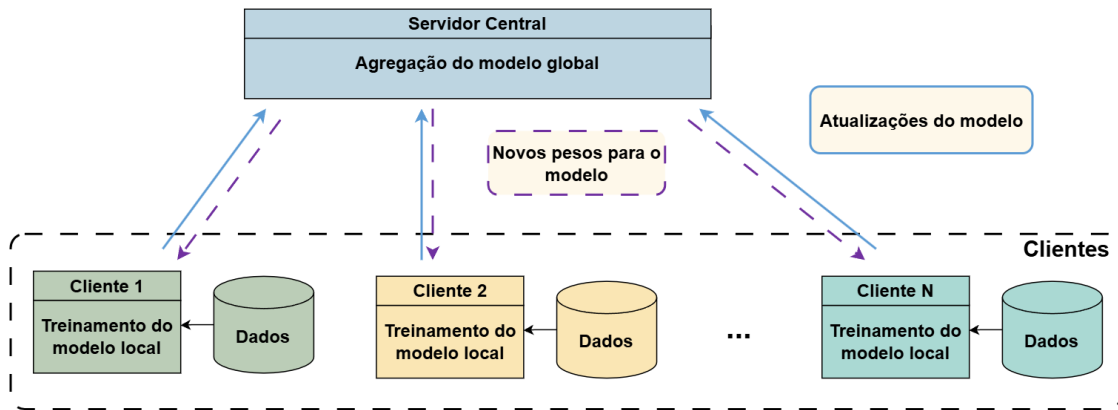 Servidor Central
Agregação do modelo global
Atualizações do modelo
Novos pesos para o
modelo
Clientes
Cliente 1
Treinamento do
modelo local
Dados
Cliente 2
Treinamento do
modelo local
Dados
...
Cliente N
Treinamento do
modelo local
Dados